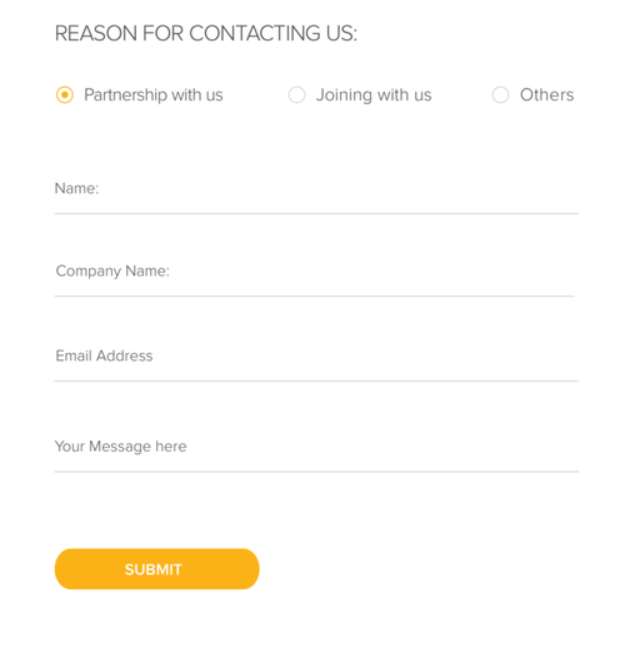 REASON FOR CONTACTING US:
Partnership with us Joining with us Others
Name:
Company Name:
Email Address
Your Message here
SUBMIT